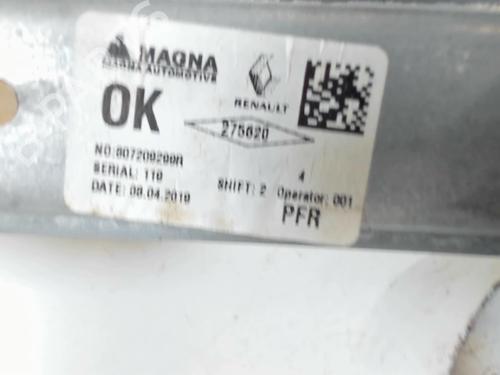 MAGNA
RENAULT
OK
275620
NO:807209299R
4
SERIAL: 119
SHIFT: 2 Operator: 001
DATE: 08.04.2019
PFR